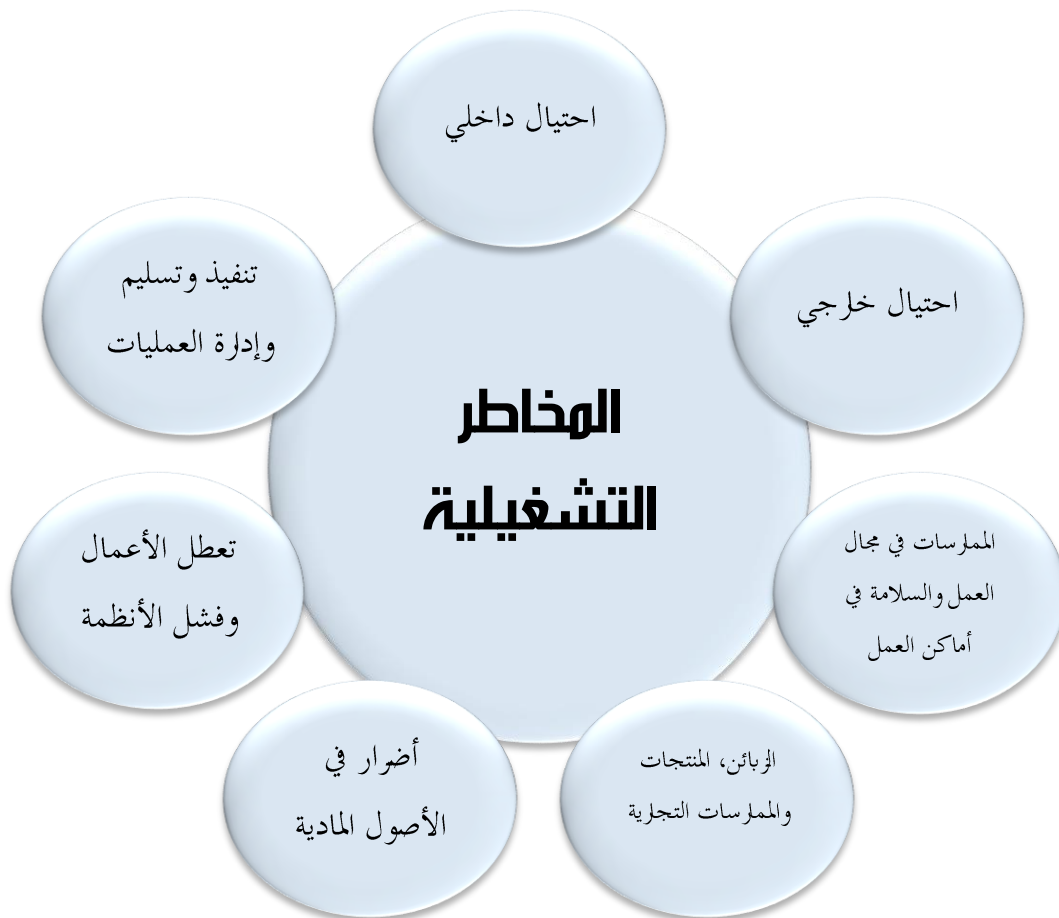 احتيال داخلي
احتيال خارجي
الممارسات في مجال
العمل والسلامة في
أماكن العمل
الزبائن، المنتجات
والممارسات التجارية
أضرار في
الأصول المادية
تعطل الأعمال
وفشل الأنظمة
تنفيذ وتسليم
وإدارة العمليات
المخاطر
التشغيلية